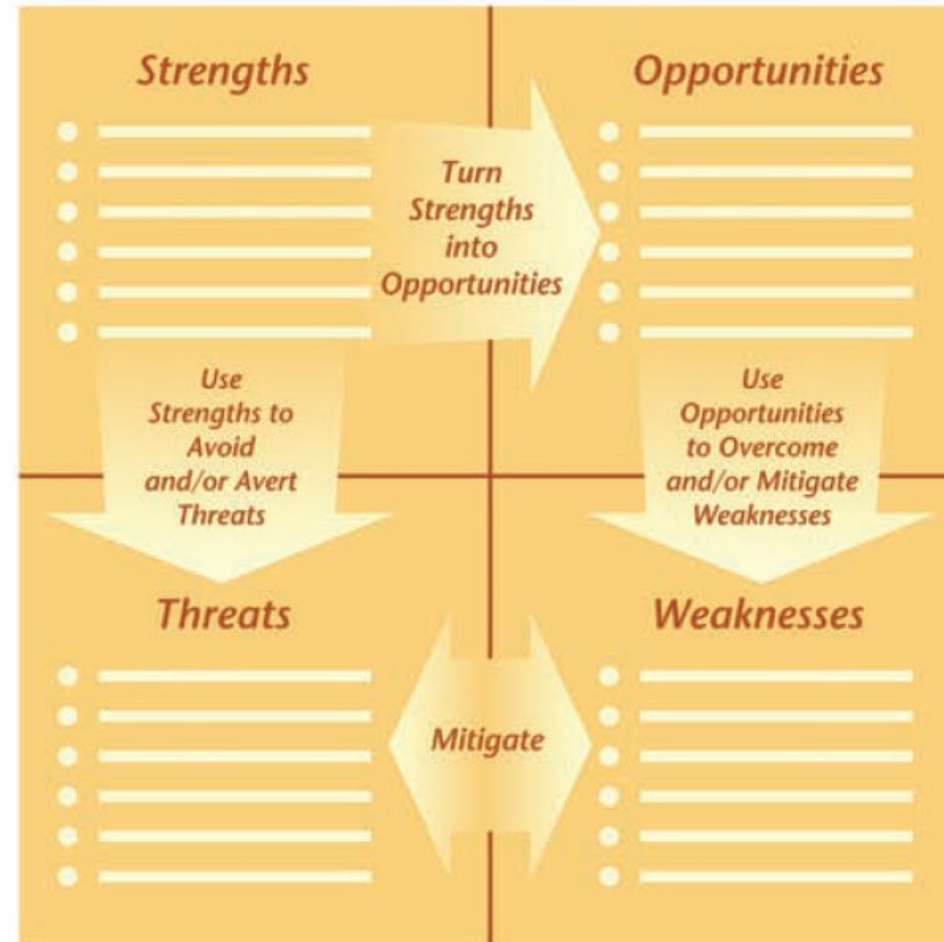 Strengths
Opportunities
Turn
Strengths
into
Opportunities
Use
Strengths to
Avoid
and/or Avert
Threats
Use
Opportunities
to Overcome
and/or Mitigate
Weaknesses
Threats
Weaknesses
Mitigate